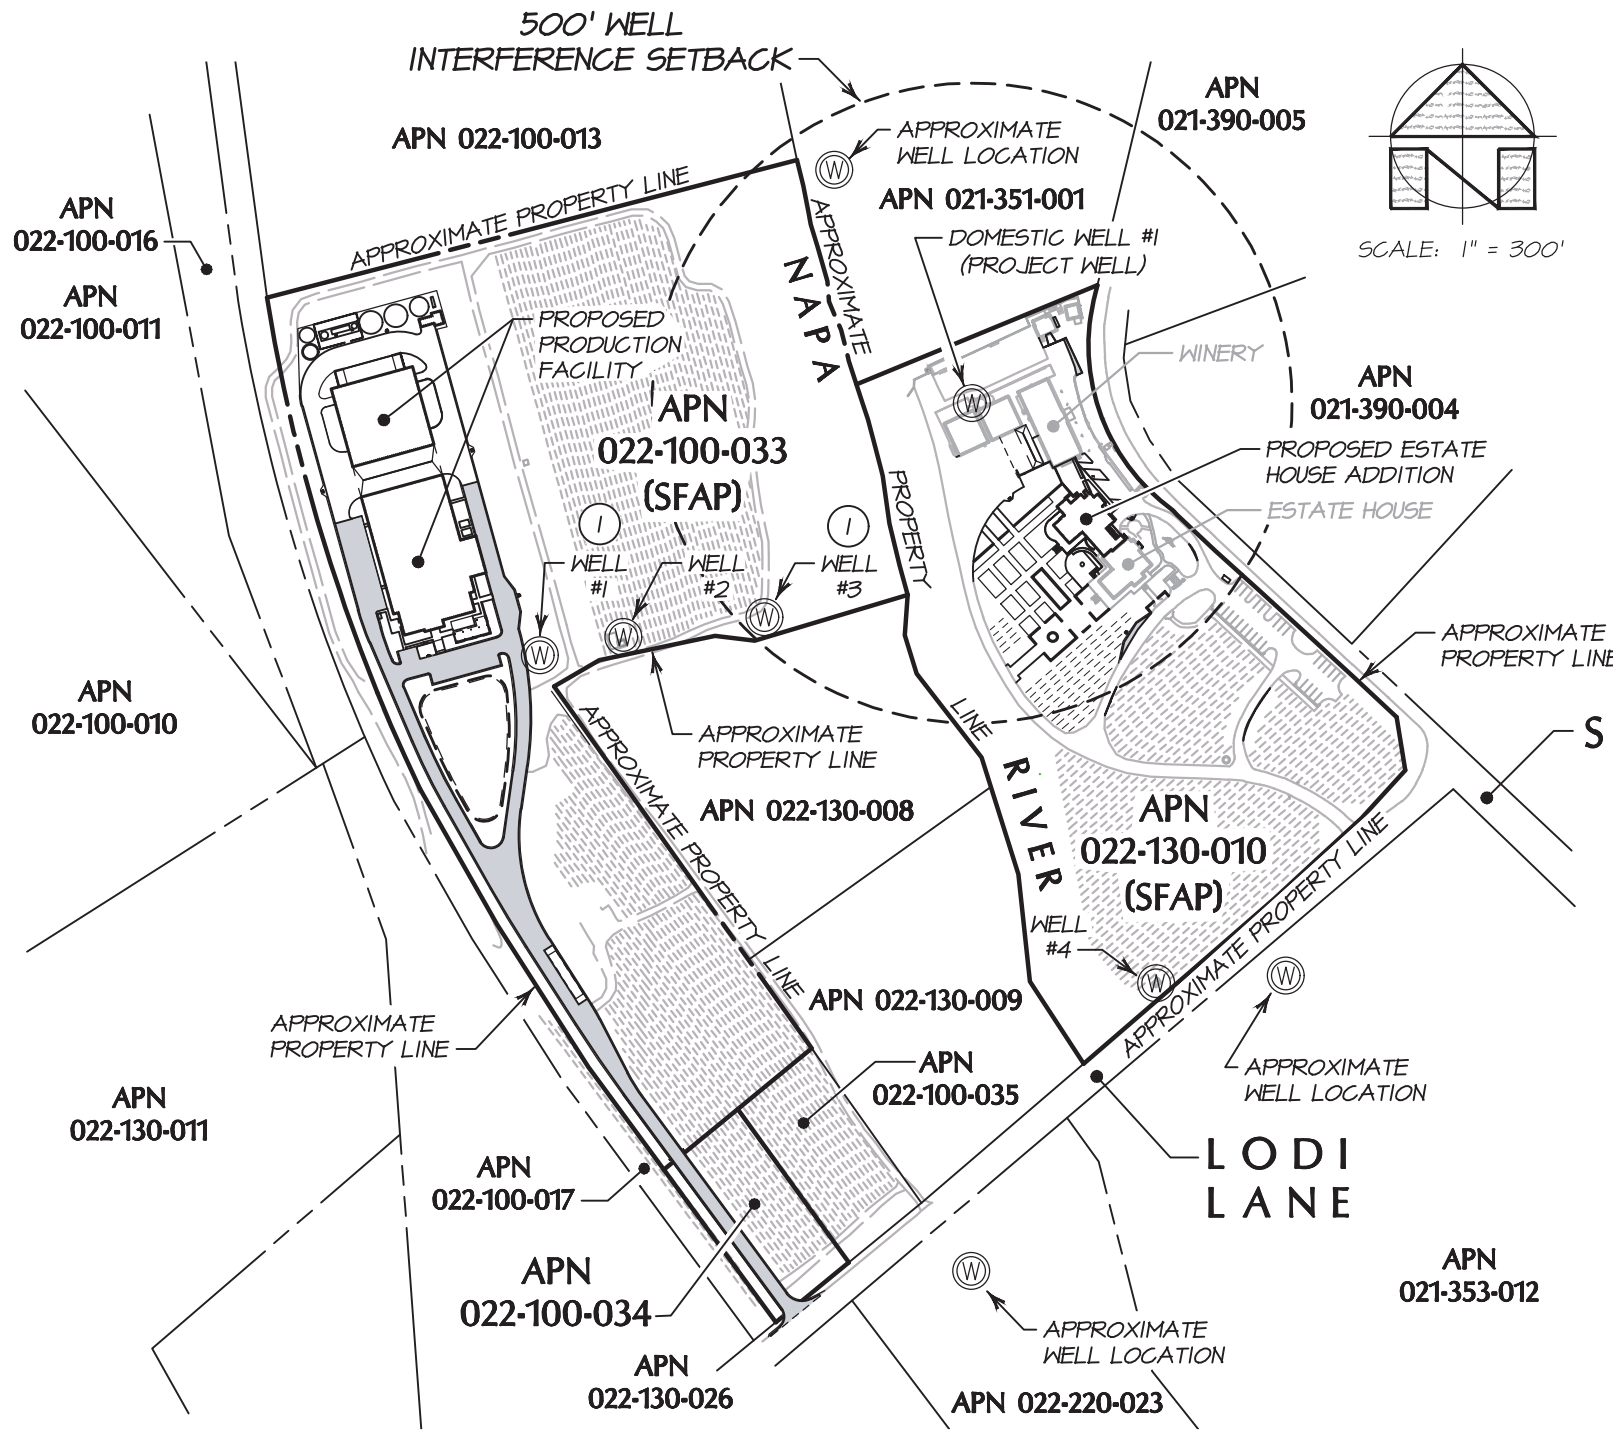 500' WELL
INTERFERENCE SETBACK
APN
021-390-005
APN 022-100-013
APPROXIMATE
WELL LOCATION
N
SCALE: 1" = 300'
APN
022-100-016
APPROXIMATE PROPERTY LINE
W
APN 021-351-001
APN
022-100-011
DOMESTIC WELL #1
(PROJECT WELL)
APPROXIMATE
PROPERTY
LINE
NAPA
RIVER
PROPOSED
PRODUCTION
FACILITY
WINERY
APN
021-390-004
W
APN
022-100-033
(SFAP)
PROPOSED ESTATE
HOUSE ADDITION
ESTATE HOUSE
1
1
WELL
#1
WELL
#2
WELL
#3
W
W
W
APPROXIMATE
PROPERTY LINE
APN
022-100-010
S
APPROXIMATE
PROPERTY LINE
APPROXIMATE PROPERTY LINE
APN 022-130-008
APN
022-130-010
(SFAP)
WELL
#4
W
W
APPROXIMATE PROPERTY LINE
APN 022-130-009
APPROXIMATE
PROPERTY LINE
APN
022-100-035
APPROXIMATE
WELL LOCATION
APN
022-130-011
LODI
LANE
APN
022-100-017
APN
022-100-034
W
APN
021-353-012
APPROXIMATE
WELL LOCATION
APN
022-130-026
APN 022-220-023